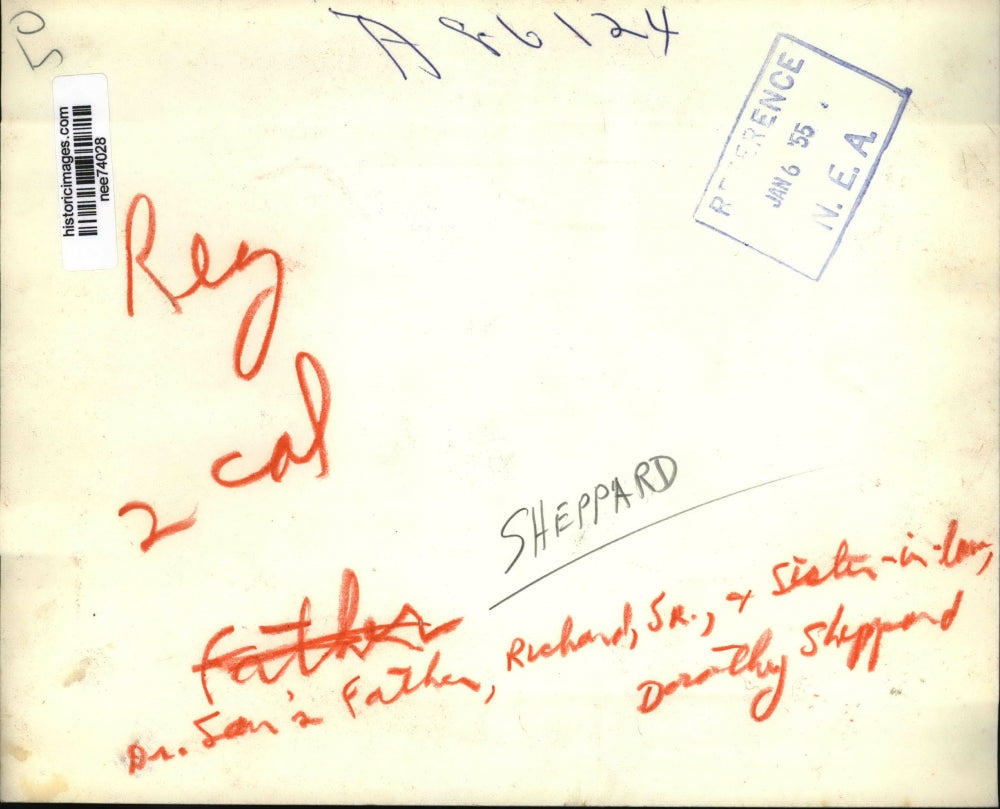 50
A 86124
historicimages.com
nee74028
REFERENCE
JAN 6 '55
N. E. A.
Reg
2 col
SHEPPARD
Father
Dr. Sam's Father, Richard, SR., + Sister-in-law,
Dorothy Sheppard